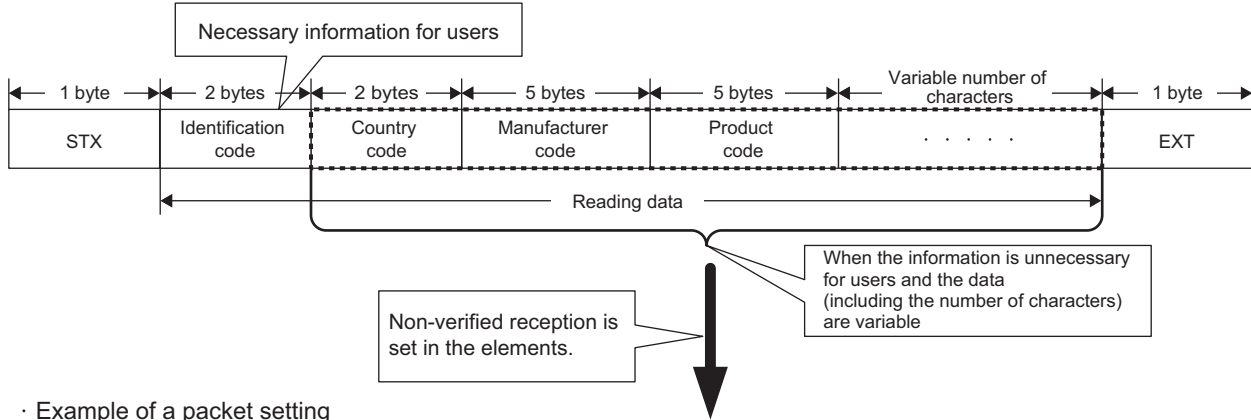 Necessary information for users
1 byte
2 bytes
2 bytes
5 bytes
5 bytes
Variable number of
characters
1 byte
STX
Identification
code
Country
code
Manufacturer
code
Product
code
· · · · ·
EXT
Reading data
When the information is unnecessary
for users and the data
(including the number of characters)
are variable
Non-verified reception is
set in the elements.
· Example of a packet setting